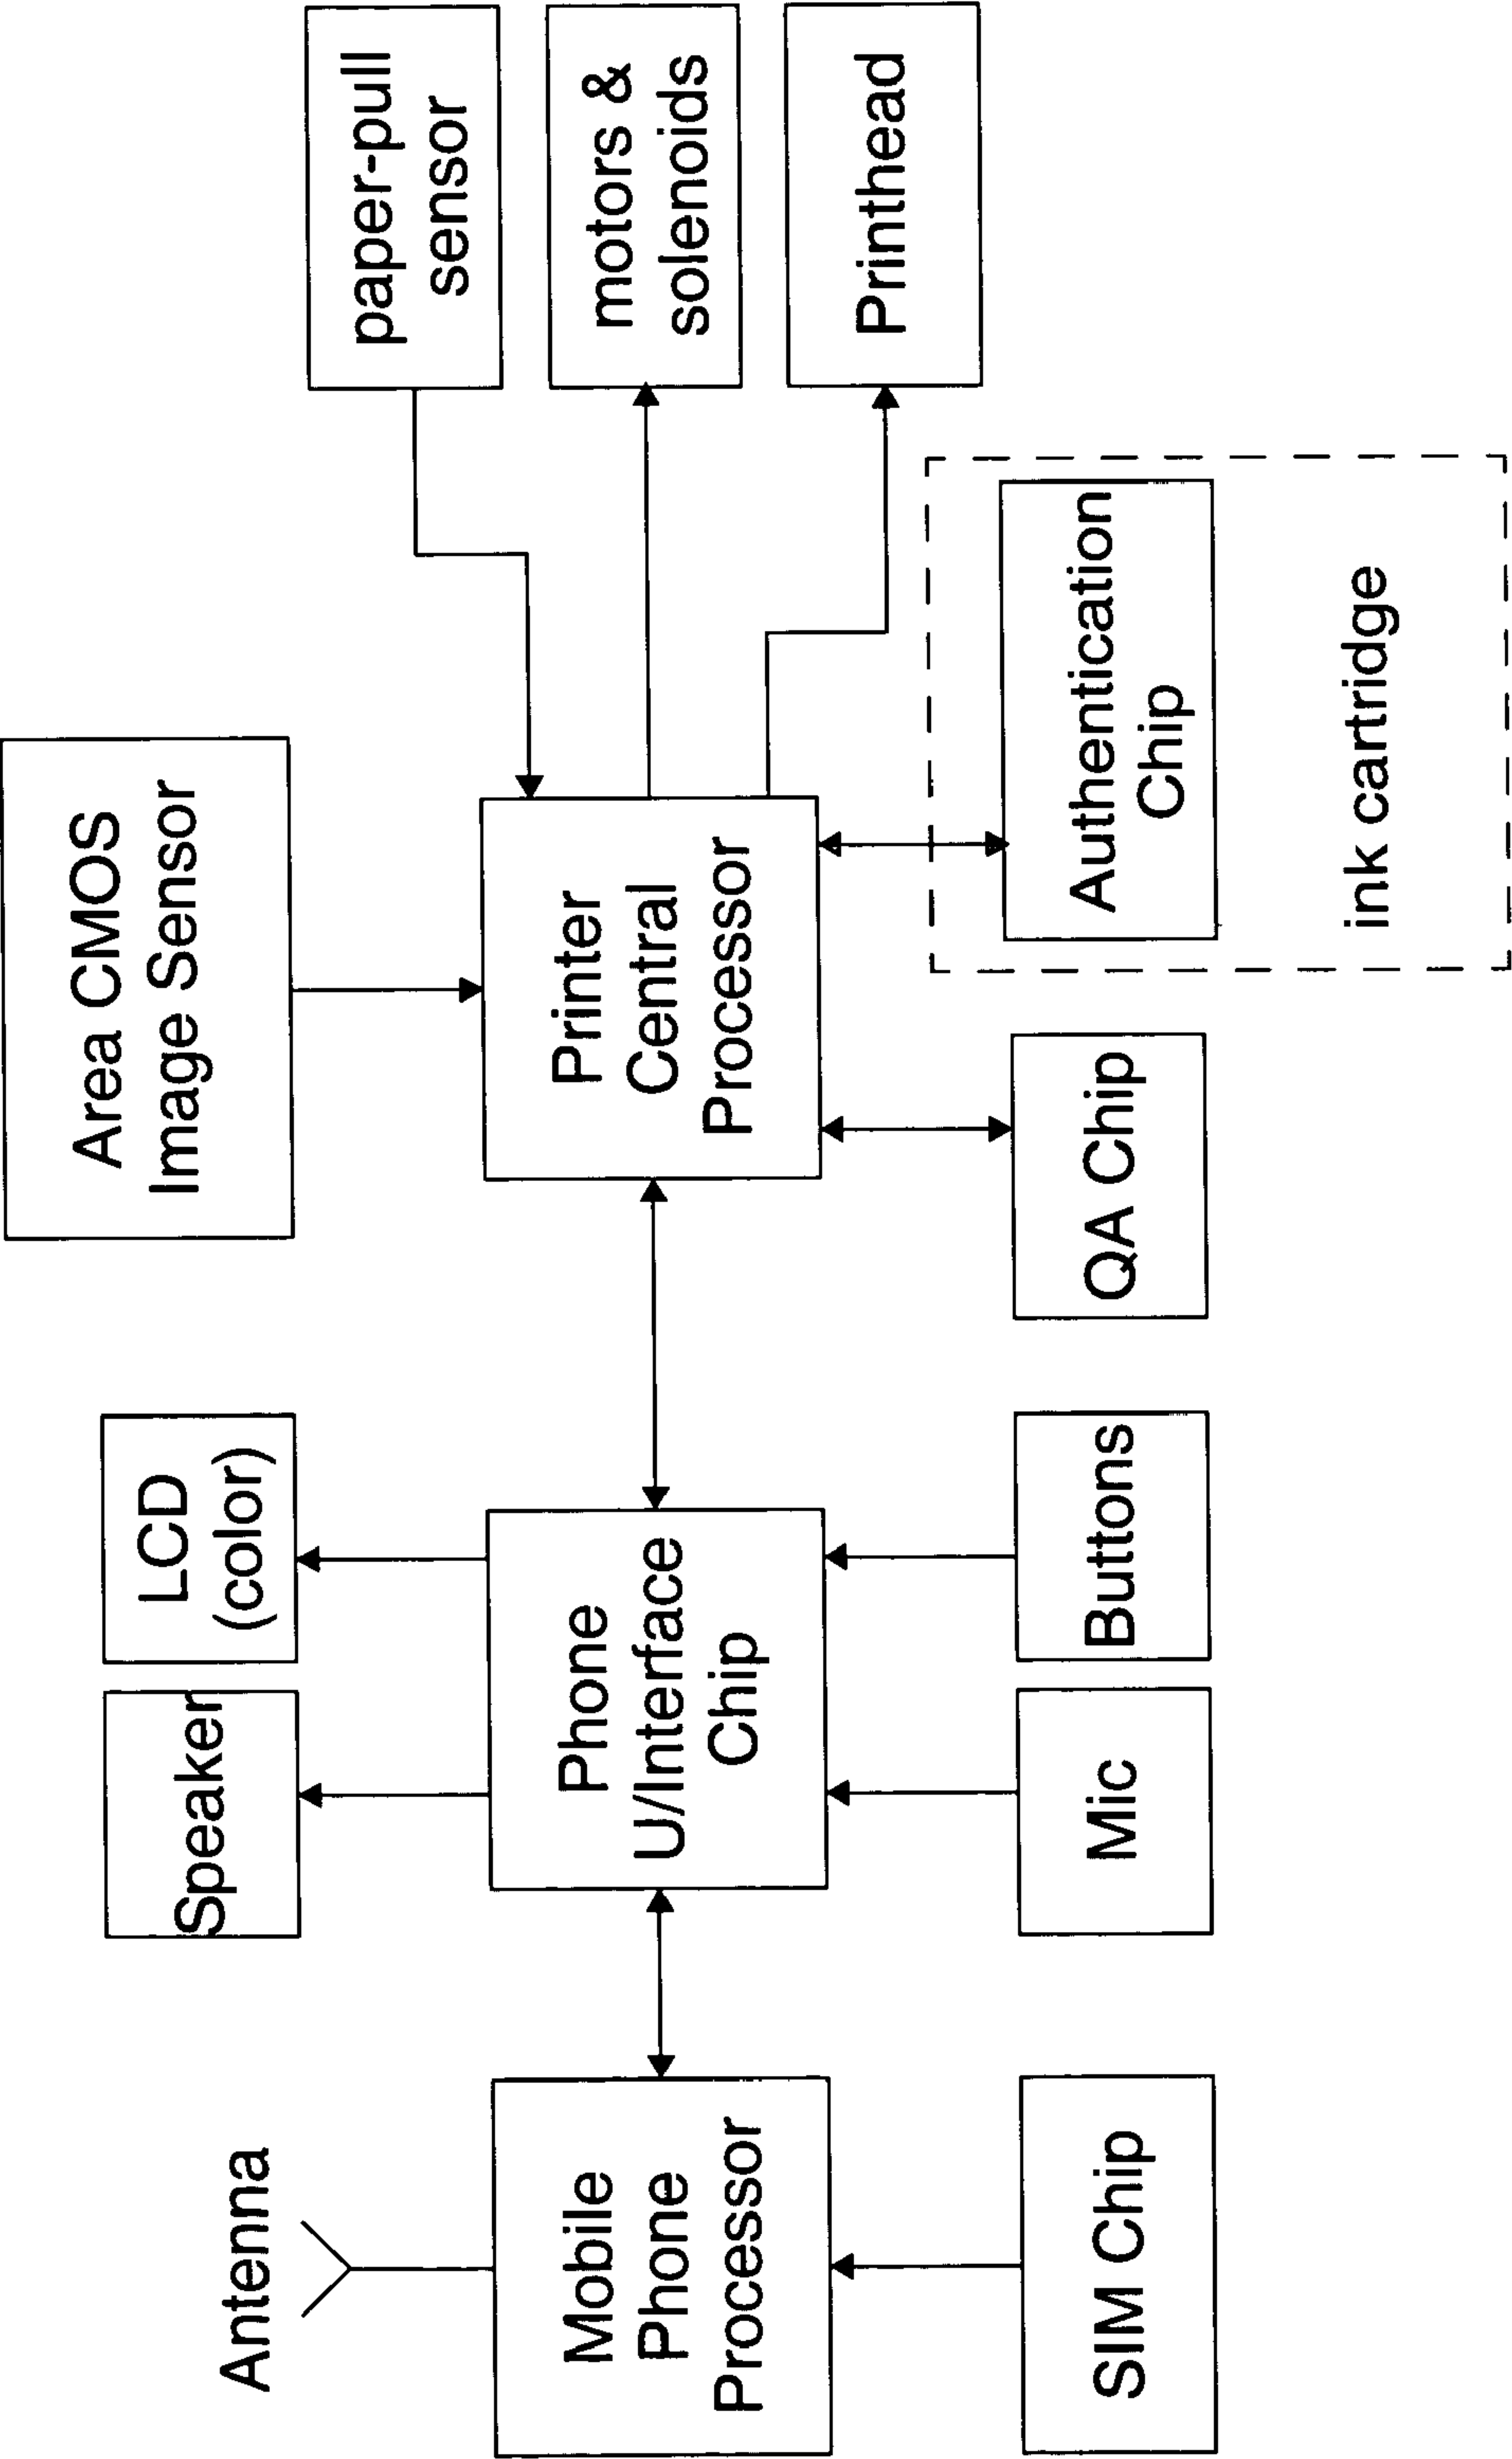 Antenna
Mobile
Phone
Processor
SIM Chip
Speaker
LCD
(color)
Phone
U/Interface
Chip
Mic
Buttons
Area CMOS
Image Sensor
Printer
Central
Processor
QA Chip
Authentication
Chip
ink cartridge
paper-pull
sensor
motors &
solenoids
Printhead